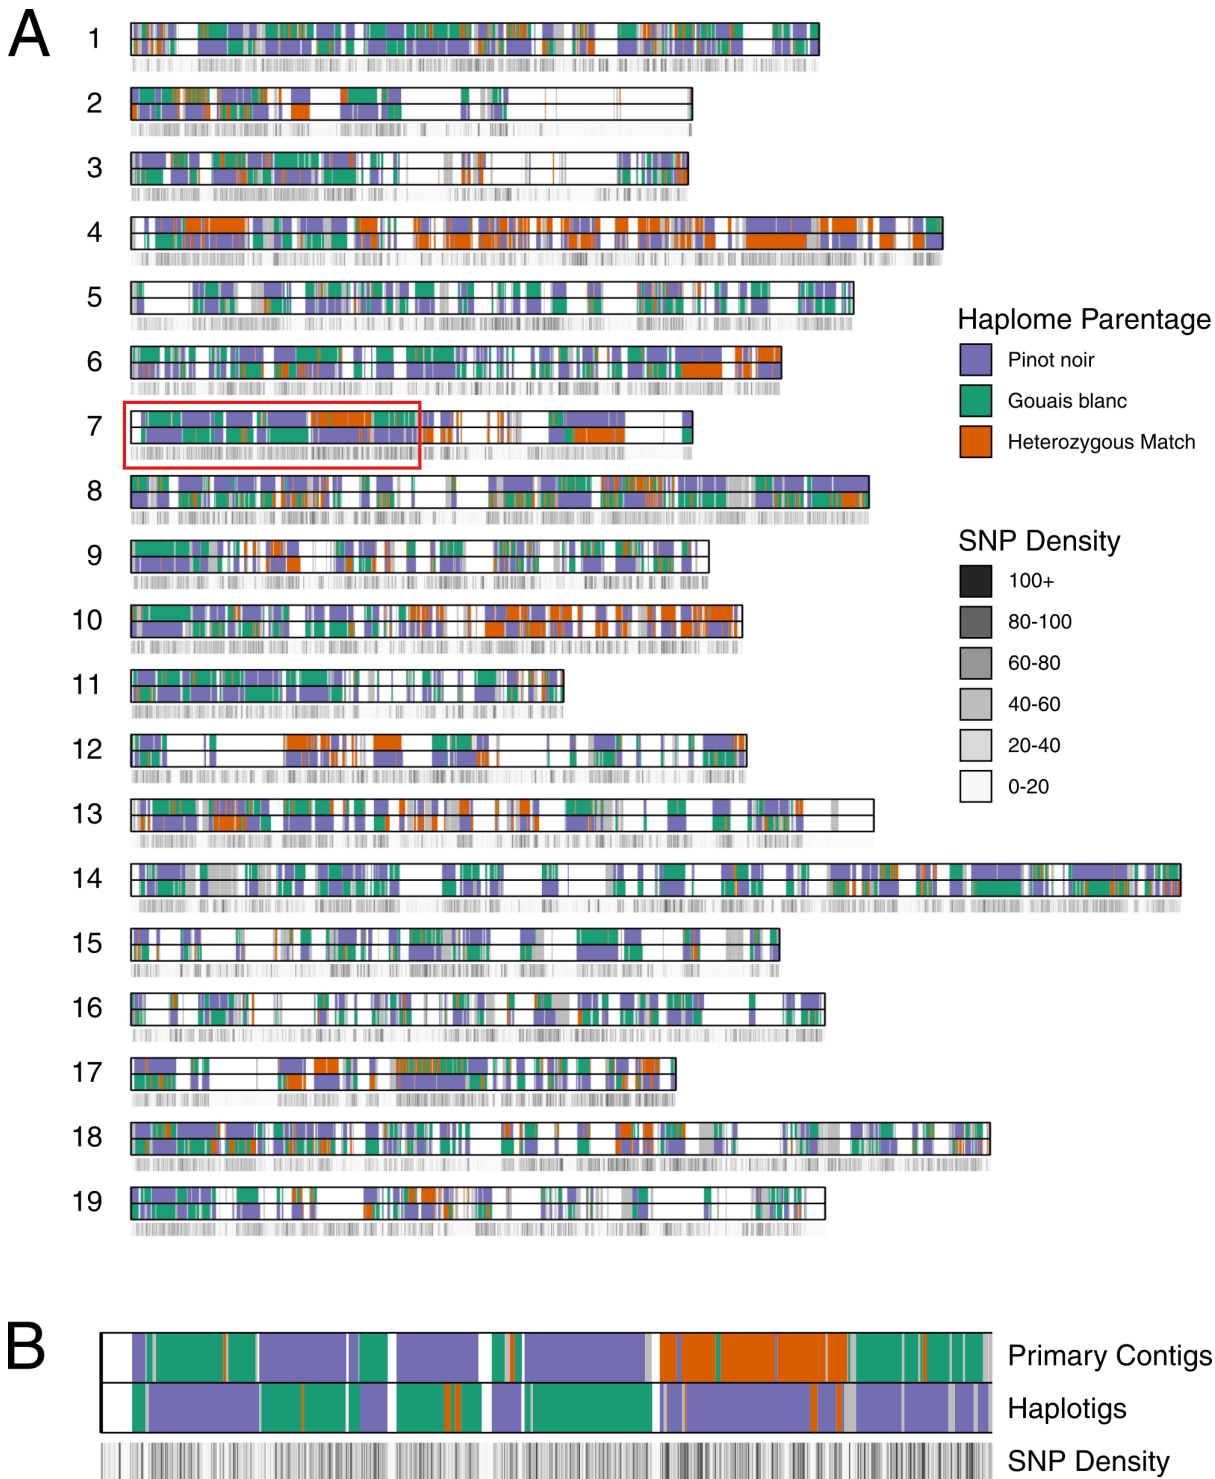 A
1
2
3
4
5
6
7
8
9
10
11
12
13
14
15
16
17
18
19
Haplome Parentage
Pinot noir
Gouais blanc
Heterozygous Match
SNP Density
100+
80-100
60-80
40-60
20-40
0-20
B
Primary Contigs
Haplotigs
SNP Density